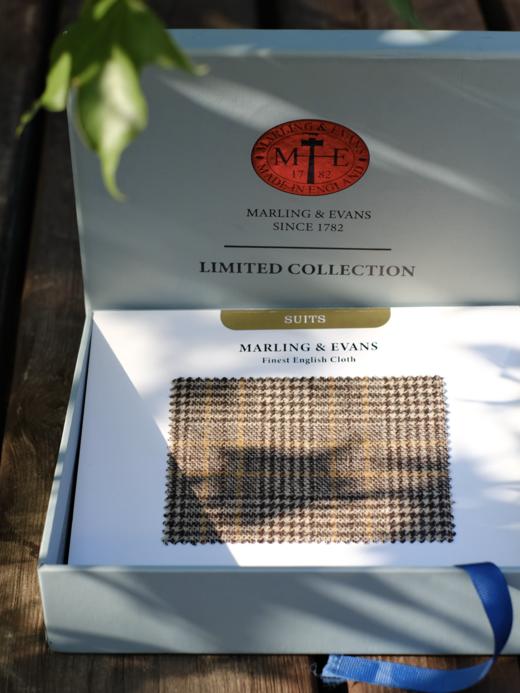 MARLING & EVANS
M E
17 82
MADE IN ENGLAND
MARLING & EVANS
SINCE 1782
LIMITED COLLECTION
SUITS
MARLING & EVANS
Finest English Cloth